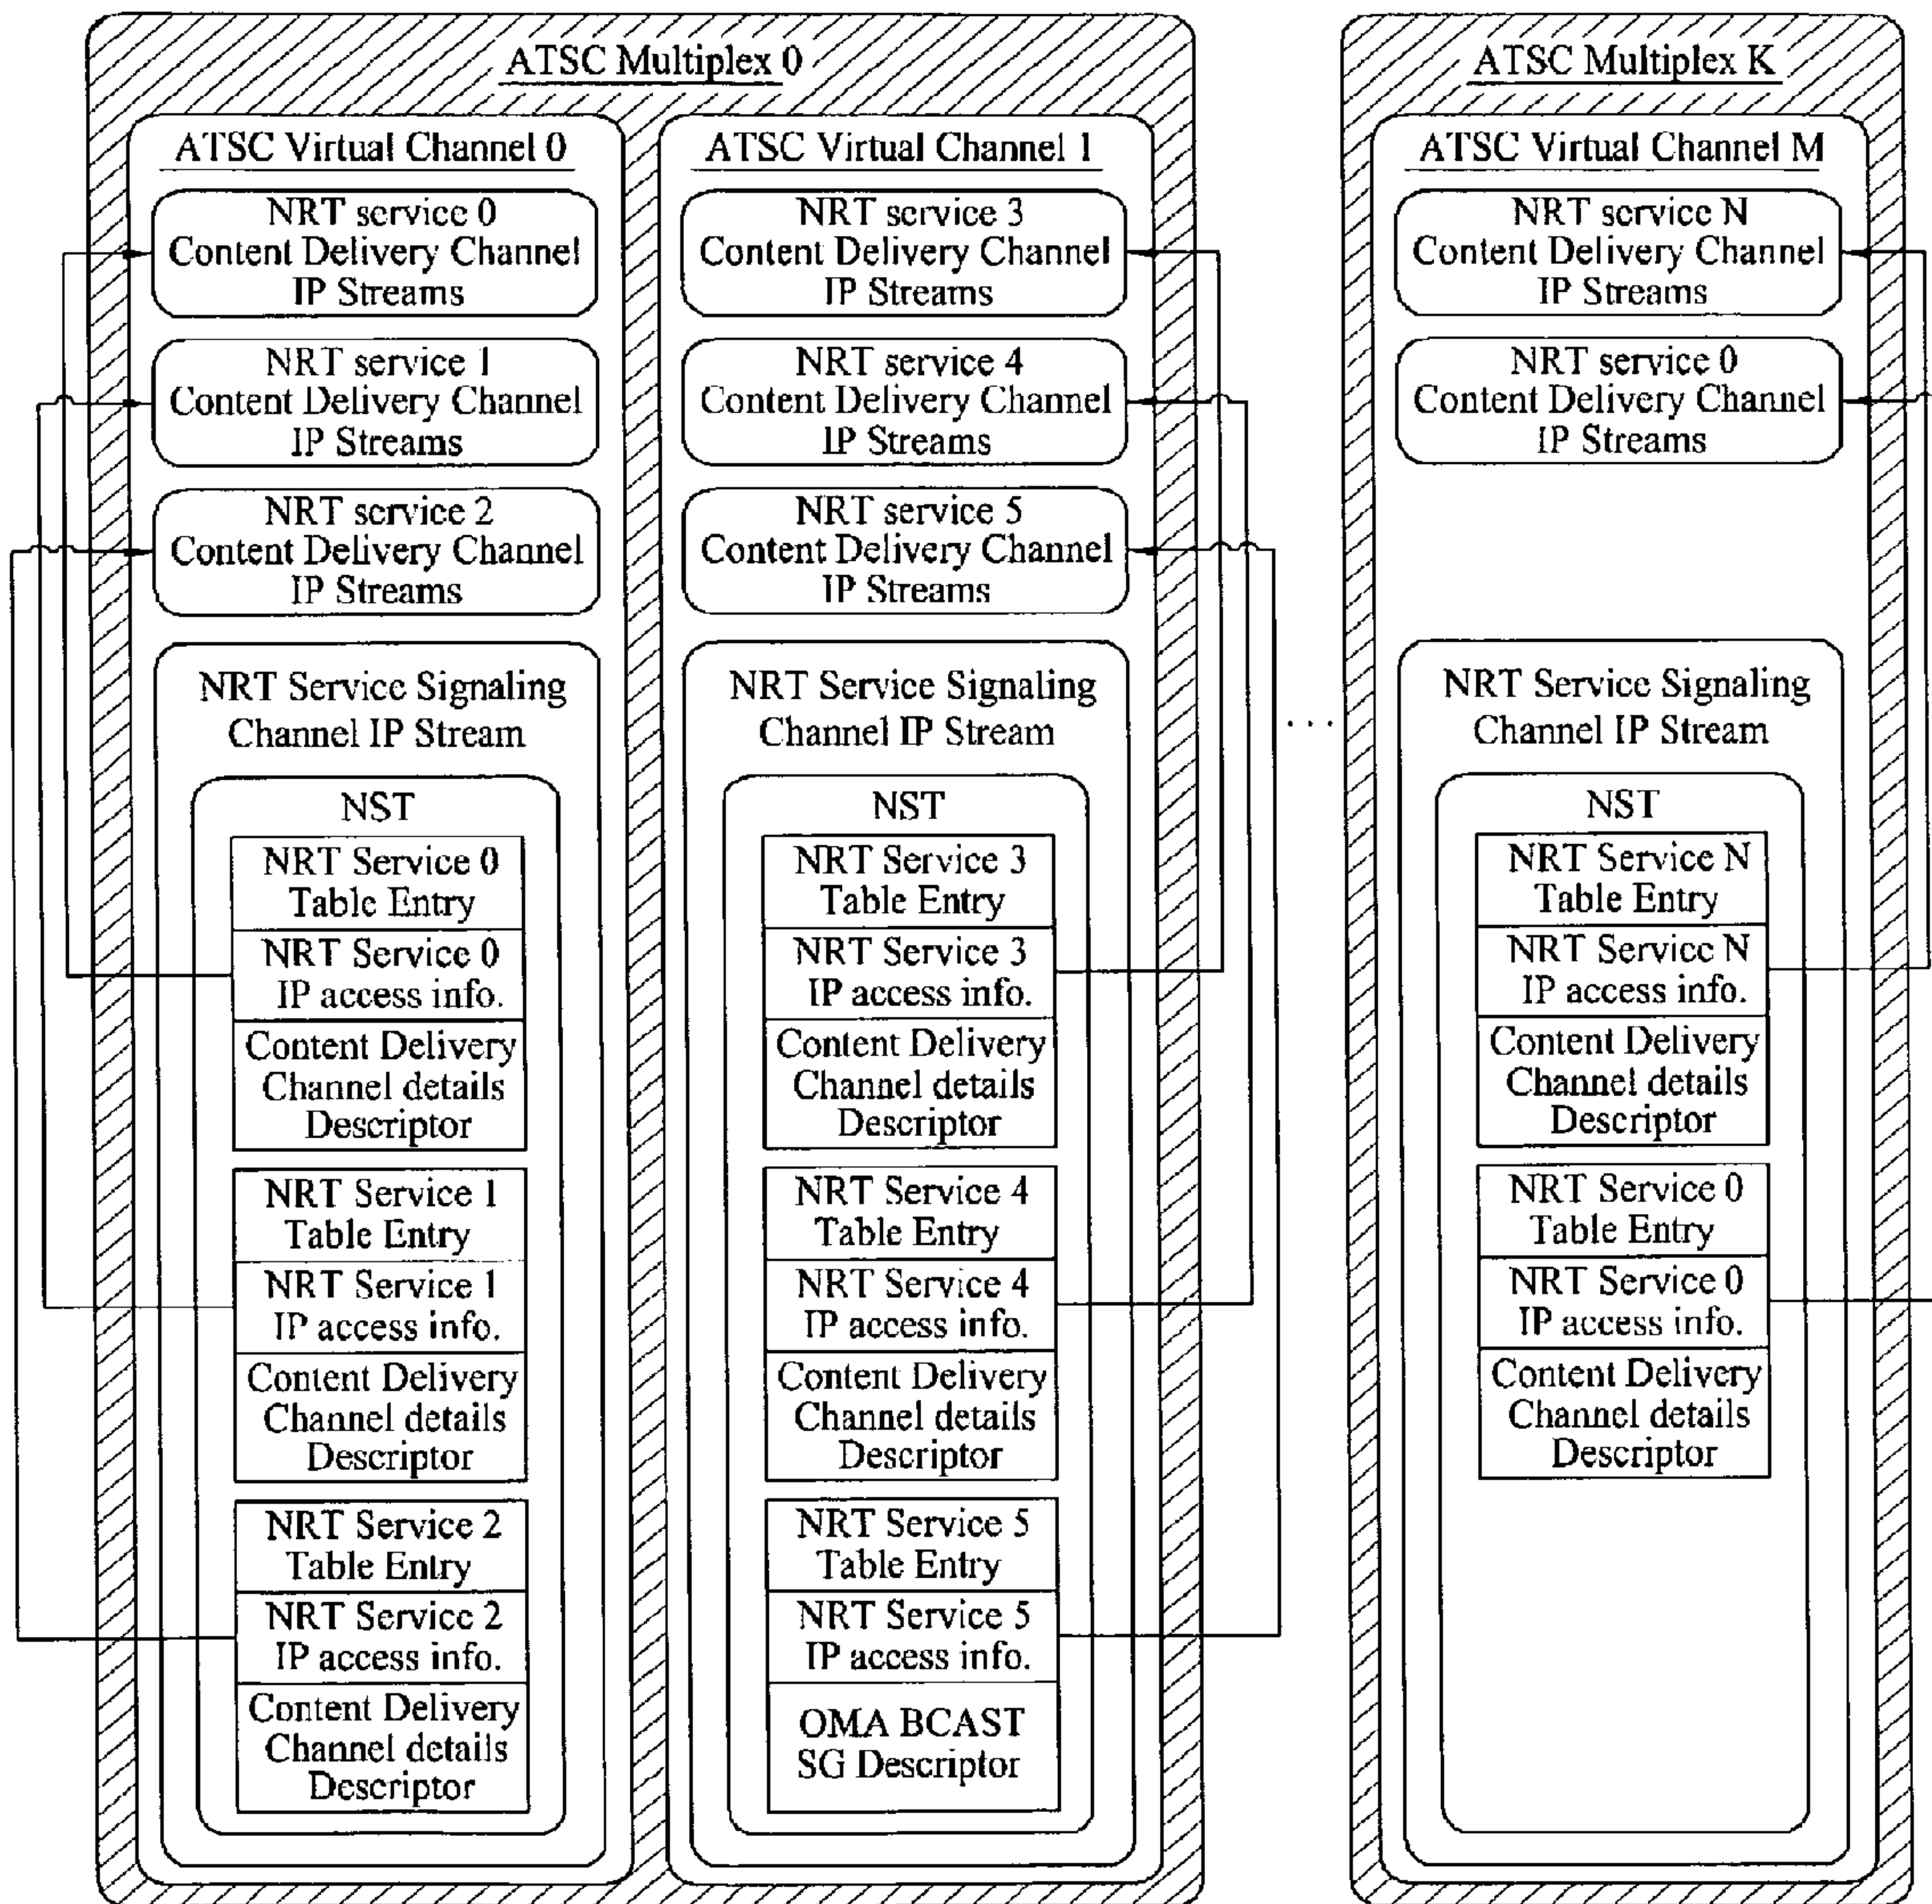 ATSC Multiplex 0
ATSC Virtual Channel 0
NRT service 0
Content Delivery Channel
IP Streams
NRT service 1
Content Delivery Channel
IP Streams
NRT service 2
Content Delivery Channel
IP Streams
NRT Service Signaling
Channel IP Stream
NST
NRT Service 0
Table Entry
NRT Service 0
IP access info.
Content Delivery
Channel details
Descriptor
NRT Service 1
Table Entry
NRT Service 1
IP access info.
Content Delivery
Channel details
Descriptor
NRT Service 2
Table Entry
NRT Service 2
IP access info.
Content Delivery
Channel details
Descriptor
ATSC Virtual Channel 1
NRT service 3
Content Delivery Channel
IP Streams
NRT service 4
Content Delivery Channel
IP Streams
NRT service 5
Content Delivery Channel
IP Streams
NRT Service Signaling
Channel IP Stream
NST
NRT Service 3
Table Entry
NRT Service 3
IP access info.
Content Delivery
Channel details
Descriptor
NRT Service 4
Table Entry
NRT Service 4
IP access info.
Content Delivery
Channel details
Descriptor
NRT Service 5
Table Entry
NRT Service 5
IP access info.
OMA BCAST
SG Descriptor
...
ATSC Multiplex K
ATSC Virtual Channel M
NRT service N
Content Delivery Channel
IP Streams
NRT service 0
Content Delivery Channel
IP Streams
NRT Service Signaling
Channel IP Stream
NST
NRT Service N
Table Entry
NRT Service N
IP access info.
Content Delivery
Channel details
Descriptor
NRT Service 0
Table Entry
NRT Service 0
IP access info.
Content Delivery
Channel details
Descriptor